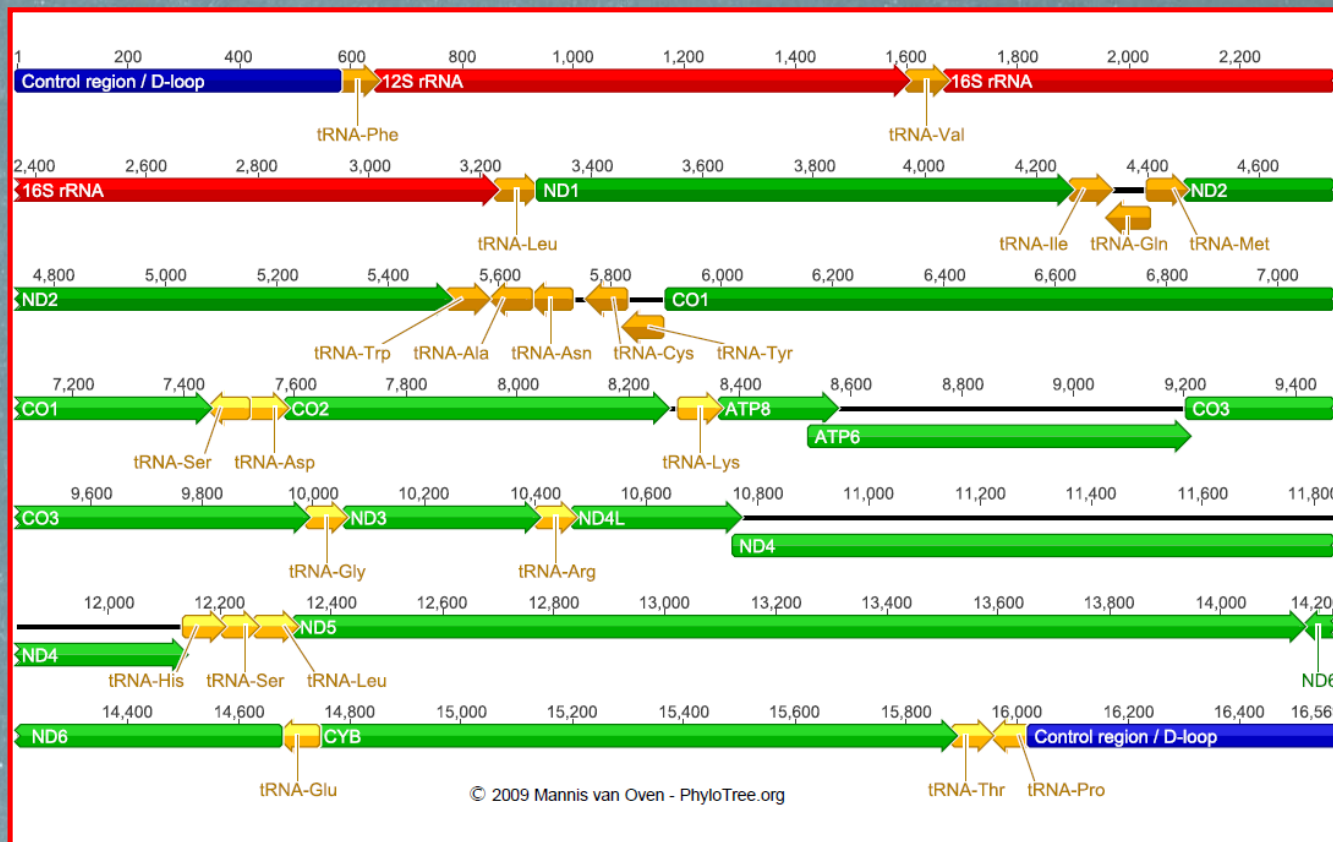 1 200 400 600 800 1,000 1,200 1,400 1,600 1,800 2,000 2,200
Control region / D-loop 12S rRNA 16S rRNA
tRNA-Phe tRNA-Val
2,400 2,600 2,800 3,000 3,200 3,400 3,600 3,800 4,000 4,200 4,400 4,600
16S rRNA ND1 ND2
tRNA-Leu tRNA-Ile tRNA-Gln tRNA-Met
4,800 5,000 5,200 5,400 5,600 5,800 6,000 6,200 6,400 6,600 6,800 7,000
ND2 CO1
tRNA-Trp tRNA-Ala tRNA-Asn tRNA-Cys tRNA-Tyr
7,200 7,400 7,600 7,800 8,000 8,200 8,400 8,600 8,800 9,000 9,200 9,400
CO1 CO2 ATP8 CO3
ATP6
tRNA-Ser tRNA-Asp tRNA-Lys
9,600 9,800 10,000 10,200 10,400 10,600 10,800 11,000 11,200 11,400 11,600 11,800
CO3 ND3 ND4L
ND4
tRNA-Gly tRNA-Arg
12,000 12,200 12,400 12,600 12,800 13,000 13,200 13,400 13,600 13,800 14,000 14,200
ND5
ND4
tRNA-His tRNA-Ser tRNA-Leu ND6
14,400 14,600 14,800 15,000 15,200 15,400 15,600 15,800 16,000 16,200 16,400 16,56
ND6 CYB Control region / D-loop
tRNA-Glu tRNA-Thr tRNA-Pro
© 2009 Mannis van Oven - PhyloTree.org